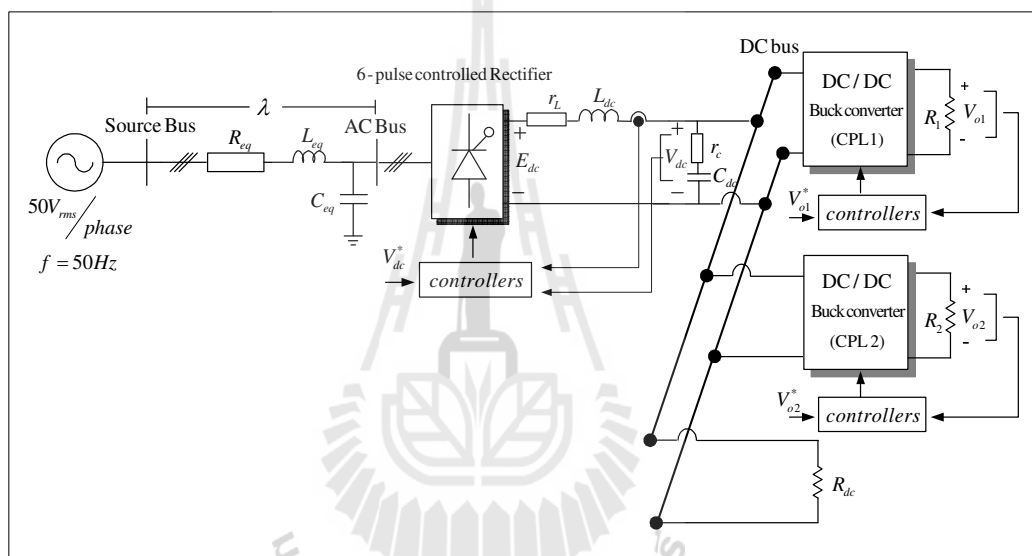 6-pulse controlled Rectifier
DC bus
λ
Source Bus
R_eq
L_eq
AC Bus
C_eq
50V_rms/phase
f = 50Hz
r_L
L_dc
+
E_dc
−
+
V_dc
−
r_c
C_dc
V*_dc
controllers
DC / DC
Buck converter
(CPL1)
R_1
+
V_o1
-
V*_o1
controllers
DC / DC
Buck converter
(CPL 2)
R_2
+
V_o2
-
V*_o2
controllers
R_dc